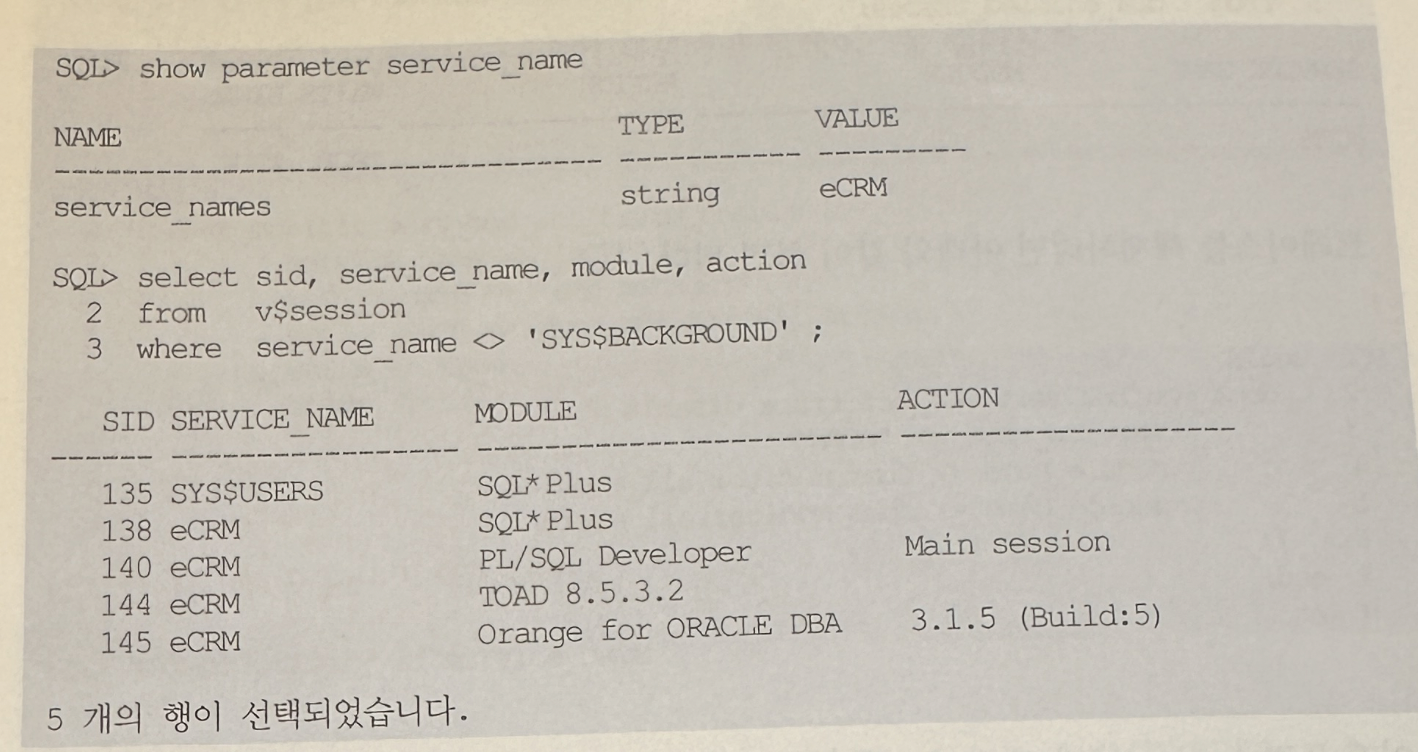 SQL> show parameter service_name
NAME TYPE VALUE
------------------------------------ ----------- ---------
service_names string eCRM
SQL> select sid, service_name, module, action
2 from v$session
3 where service_name <> 'SYS$BACKGROUND' ;
SID SERVICE_NAME MODULE ACTION
------ ----------------- ------------------------ --------------------
135 SYS$USERS SQL*Plus
138 eCRM SQL*Plus
140 eCRM PL/SQL Developer Main session
144 eCRM TOAD 8.5.3.2
145 eCRM Orange for ORACLE DBA 3.1.5 (Build:5)
5 개의 행이 선택되었습니다.